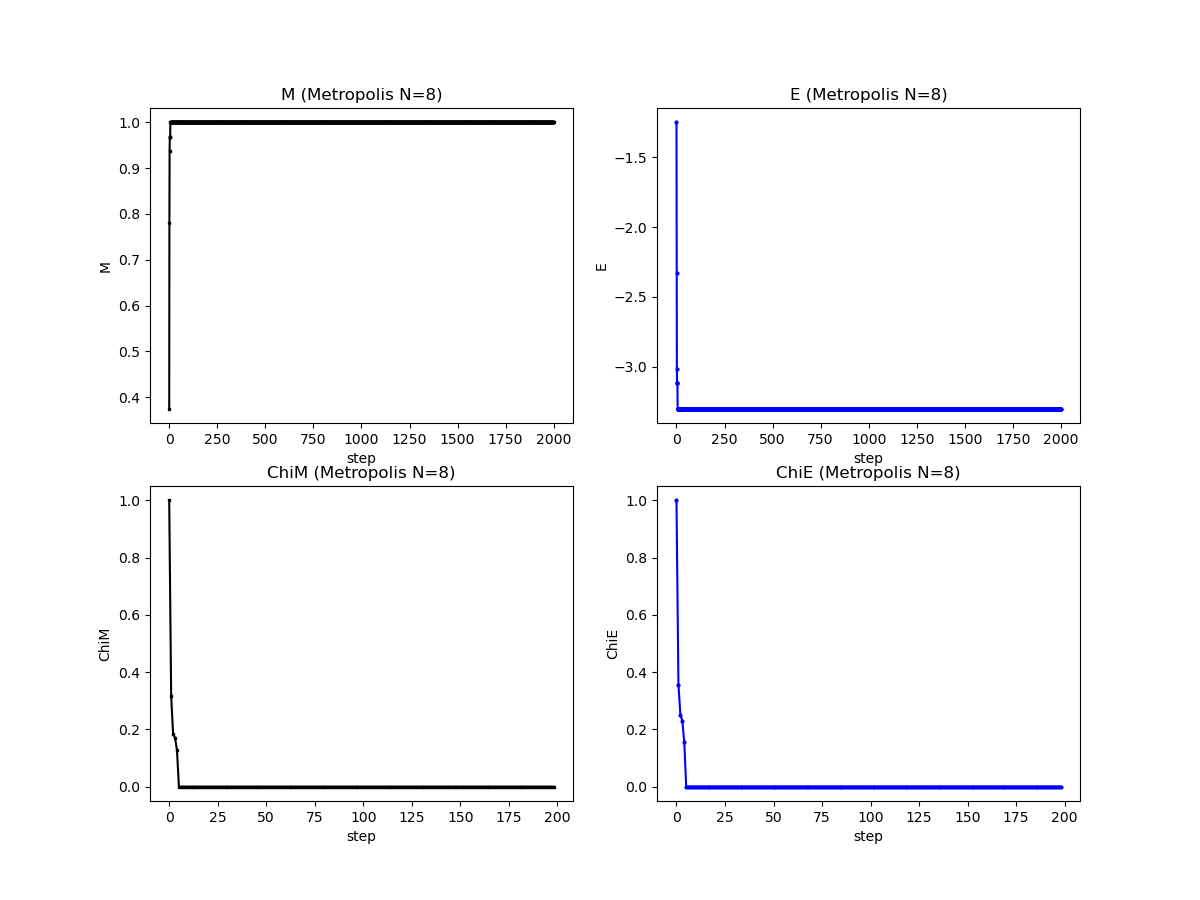 M (Metropolis N=8)
1.0
0.9
0.8
0.7
0.6
0.5
0.4
M
0 250 500 750 1000 1250 1500 1750 2000
step
E (Metropolis N=8)
−1.5
−2.0
−2.5
−3.0
E
0 250 500 750 1000 1250 1500 1750 2000
step
ChiM (Metropolis N=8)
1.0
0.8
0.6
0.4
0.2
0.0
ChiM
0 25 50 75 100 125 150 175 200
step
ChiE (Metropolis N=8)
1.0
0.8
0.6
0.4
0.2
0.0
ChiE
0 25 50 75 100 125 150 175 200
step